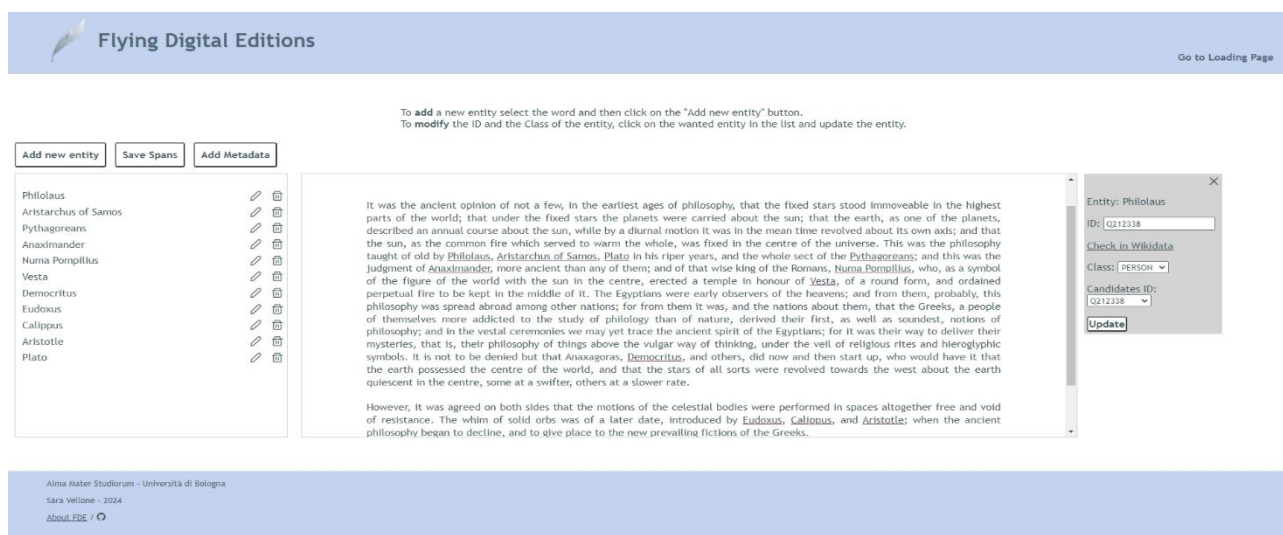 Flying Digital Editions
Go to Loading Page
To add a new entity select the word and then click on the "Add new entity" button.
To modify the ID and the Class of the entity, click on the wanted entity in the list and update the entity.
Add new entity
Save Spans
Add Metadata
Philolaus
Aristarchus of Samos
Pythagoreans
Anaximander
Numa Pompilius
Vesta
Democritus
Eudoxus
Calippus
Aristotle
Plato
It was the ancient opinion of not a few, in the earliest ages of philosophy, that the fixed stars stood immoveable in the highest
parts of the world; that under the fixed stars the planets were carried about the sun; that the earth, as one of the planets,
described an annual course about the sun, while by a diurnal motion it was in the mean time revolved about its own axis; and that
the sun, as the common fire which served to warm the whole, was fixed in the centre of the universe. This was the philosophy
taught of old by Philolaus, Aristarchus of Samos, Plato in his riper years, and the whole sect of the Pythagoreans; and this was the
judgment of Anaximander, more ancient than any of them; and of that wise king of the Romans, Numa Pompilius, who, as a symbol
of the figure of the world with the sun in the centre, erected a temple in honour of Vesta, of a round form, and ordained
perpetual fire to be kept in the middle of it. The Egyptians were early observers of the heavens; and from them, probably, this
philosophy was spread abroad among other nations; for from them it was, and the nations about them, that the Greeks, a people
of themselves more addicted to the study of philology than of nature, derived their first, as well as soundest, notions of
philosophy; and in the vestal ceremonies we may yet trace the ancient spirit of the Egyptians; for it was their way to deliver their
mysteries, that is, their philosophy of things above the vulgar way of thinking, under the veil of religious rites and hieroglyphic
symbols. It is not to be denied but that Anaxagoras, Democritus, and others, did now and then start up, who would have it that
the earth possessed the centre of the world, and that the stars of all sorts were revolved towards the west about the earth
quiescent in the centre, some at a swifter, others at a slower rate.
However, it was agreed on both sides that the motions of the celestial bodies were performed in spaces altogether free and void
of resistance. The whim of solid orbs was of a later date, introduced by Eudoxus, Calippus, and Aristotle; when the ancient
philosophy began to decline, and to give place to the new prevailing fictions of the Greeks.
Entity: Philolaus
ID: Q212338
Check in Wikidata
Class: PERSON
Candidates ID:
Q212338
Update
Alma Mater Studiorum - Università di Bologna
Sara Vellone - 2024
About FDE /